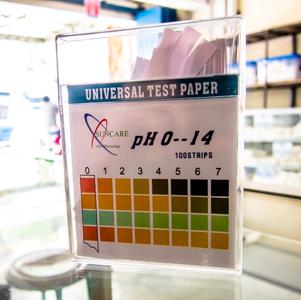 UNIVERSAL TEST PAPER
SUNCARE
pH 0--14
100STRIPS
0 1 2 3 4 5 6 7